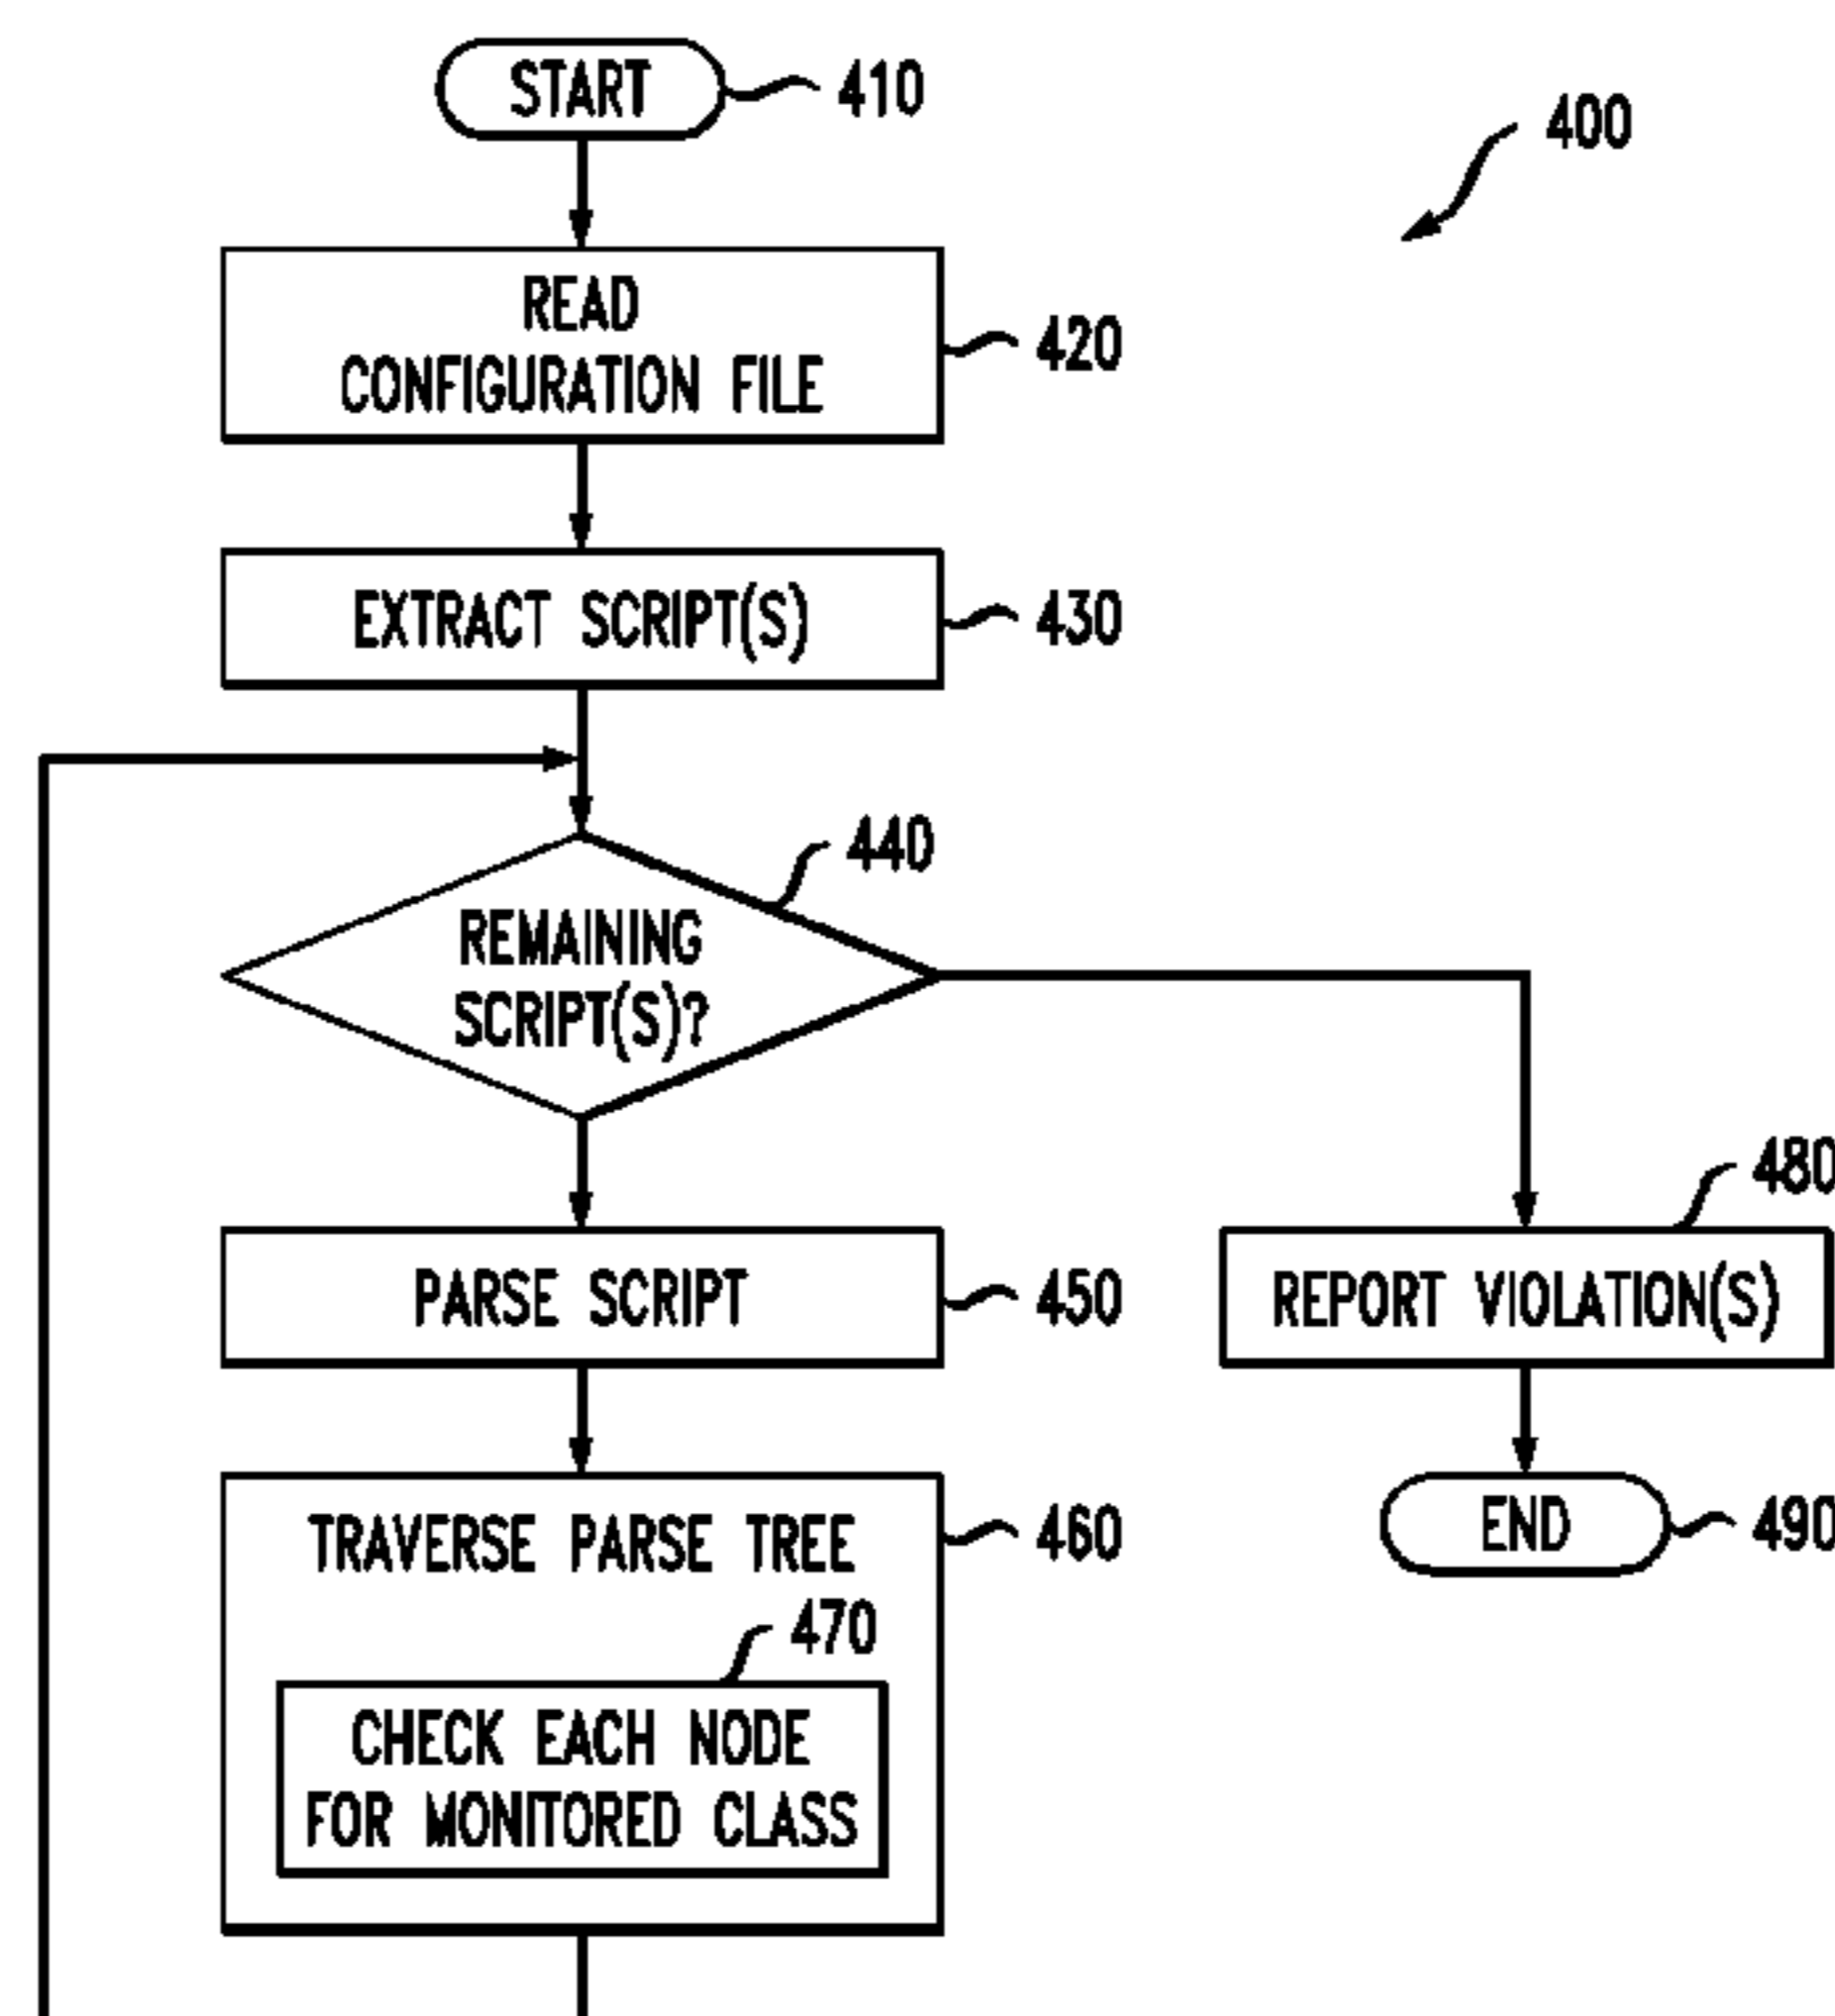 START
410
400
READ
CONFIGURATION FILE
420
EXTRACT SCRIPT(S)
430
440
REMAINING
SCRIPT(S)?
480
PARSE SCRIPT
450
REPORT VIOLATION(S)
TRAVERSE PARSE TREE
460
END
490
470
CHECK EACH NODE
FOR MONITORED CLASS